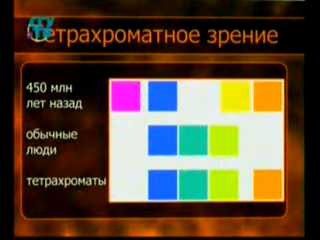 Тетрахроматное зрение
450 млн
лет назад
обычные
люди
тетрахроматы